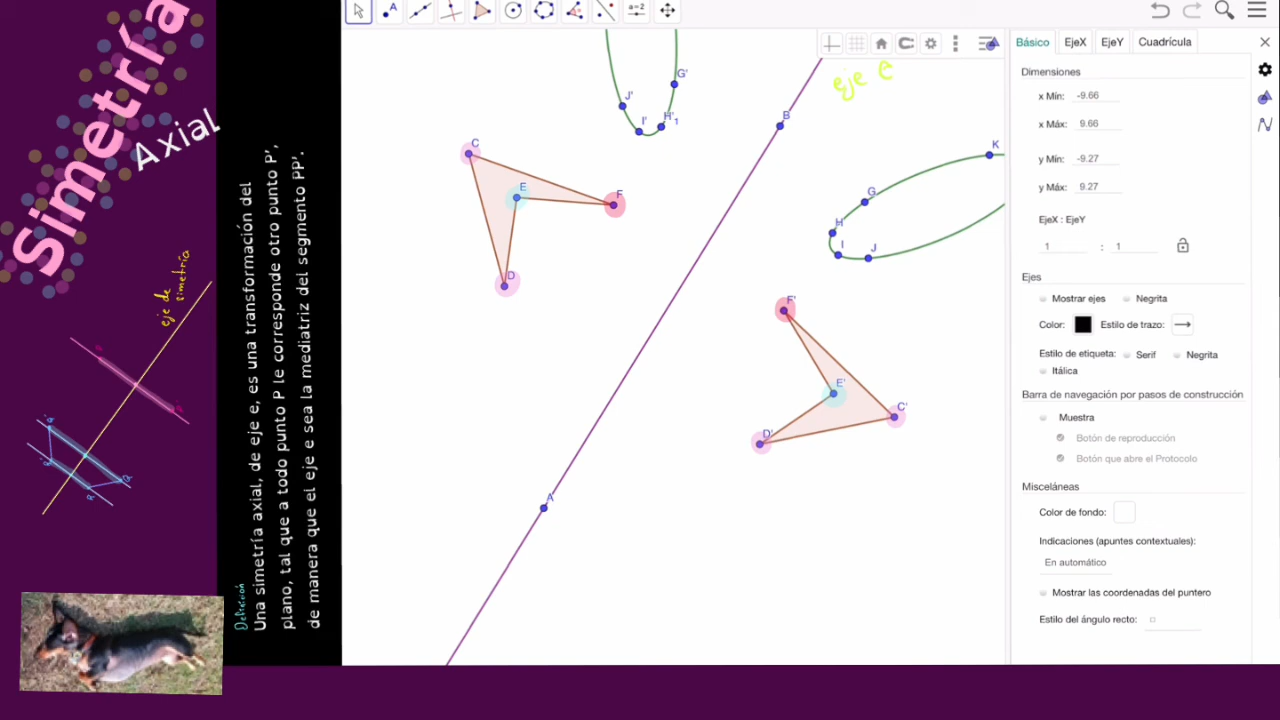 Simetría
Axial
eje de
simetría
Definición
Una simetría axial, de eje e, es una transformación del
plano, tal que a todo punto P le corresponde otro punto P',
de manera que el eje e sea la mediatriz del segmento PP'.
A
a=2
eje e
J'
G'
I'
H'₁
B
C
E
F
D
K
G
H
I
J
F'
E'
C'
D'
A
Básico
EjeX
EjeY
Cuadrícula
Dimensiones
x Mín: -9.66
x Máx: 9.66
y Mín: -9.27
y Máx: 9.27
EjeX : EjeY
1 : 1
Ejes
Mostrar ejes Negrita
Color: Estilo de trazo:
Estilo de etiqueta: Serif Negrita
Itálica
Barra de navegación por pasos de construcción
Muestra
Botón de reproducción
Botón que abre el Protocolo
Misceláneas
Color de fondo:
Indicaciones (apuntes contextuales):
En automático
Mostrar las coordenadas del puntero
Estilo del ángulo recto: